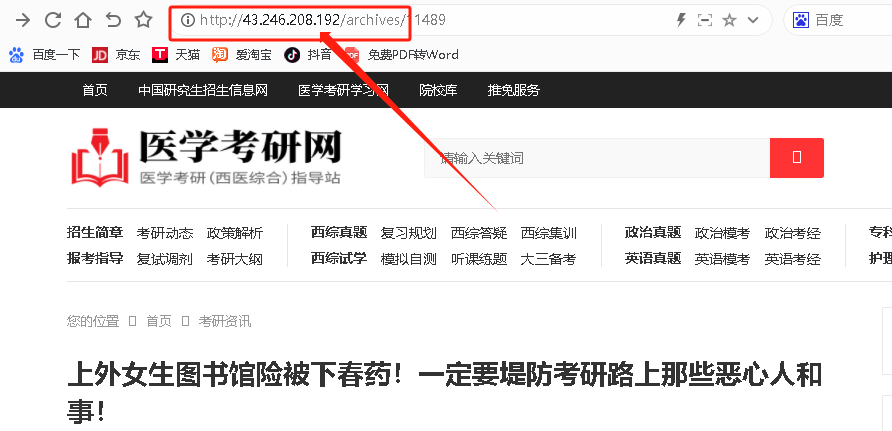 http://43.246.208.192/archives/11489
百度
百度一下 京东 天猫 爱淘宝 抖音 免费PDF转Word
首页 中国研究生招生信息网 医学考研学习网 院校库 推免服务
医学考研网
医学考研(西医综合)指导站
请输入关键词
招生简章 考研动态 政策解析 西综真题 复习规划 西综答疑 西综集训 政治真题 政治模考 政治考经 专科
报考指导 复试调剂 考研大纲 西综试学 模拟自测 听课练题 大三备考 英语真题 英语模考 英语考经 护理
您的位置 首页 考研资讯
上外女生图书馆险被下春药！一定要堤防考研路上那些恶心人和
事！